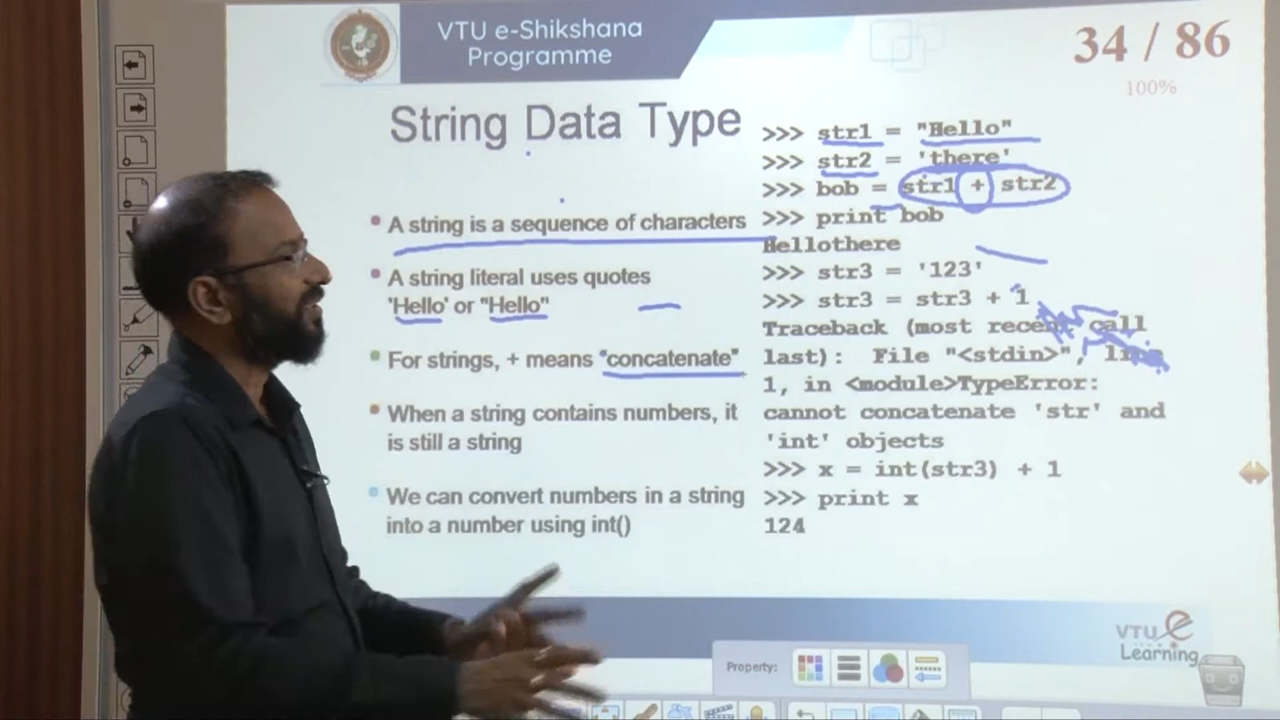 VTU e-Shikshana
Programme
34 / 86
100%
String Data Type
• A string is a sequence of characters
• A string literal uses quotes
'Hello' or "Hello"
• For strings, + means "concatenate"
• When a string contains numbers, it
is still a string
• We can convert numbers in a string
into a number using int()
>>> str1 = "Hello"
>>> str2 = 'there'
>>> bob = str1 + str2
>>> print bob
Hellothere
>>> str3 = '123'
>>> str3 = str3 + 1
Traceback (most recent call
last): File "<stdin>", line
1, in <module>TypeError:
cannot concatenate 'str' and
'int' objects
>>> x = int(str3) + 1
>>> print x
124
VTU e
Learning
Property: